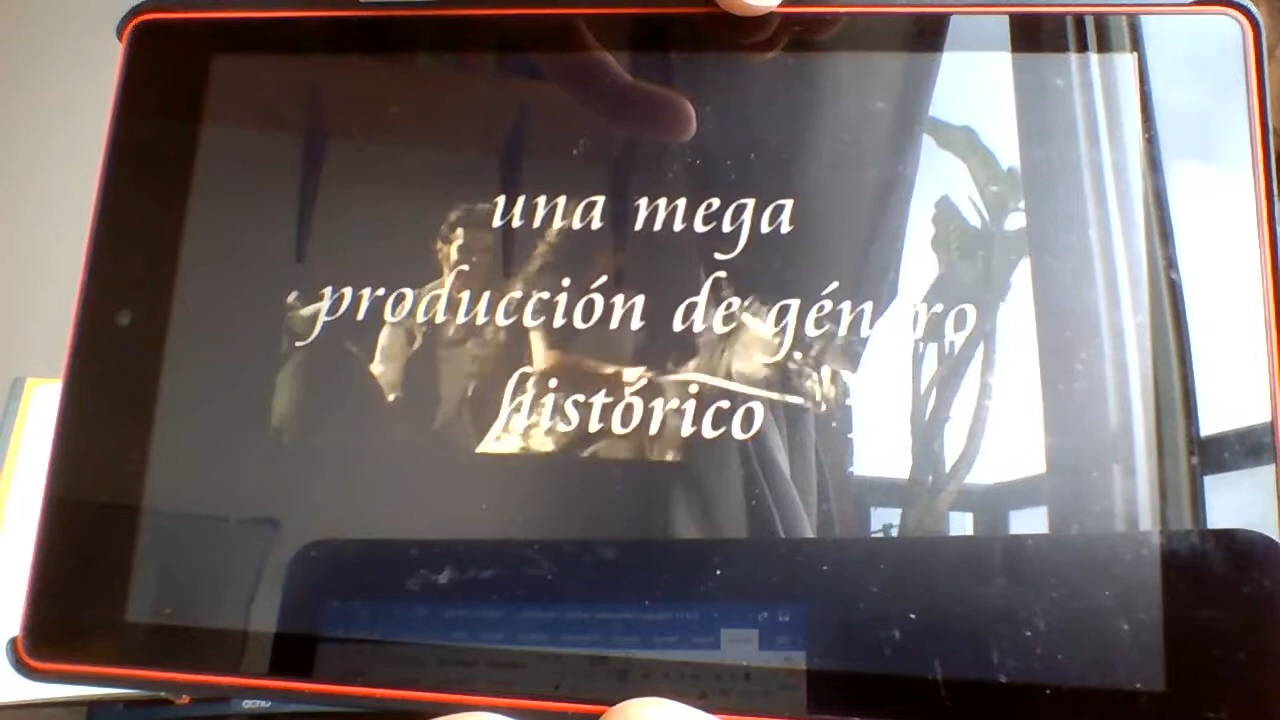 una mega
producción de género
histórico